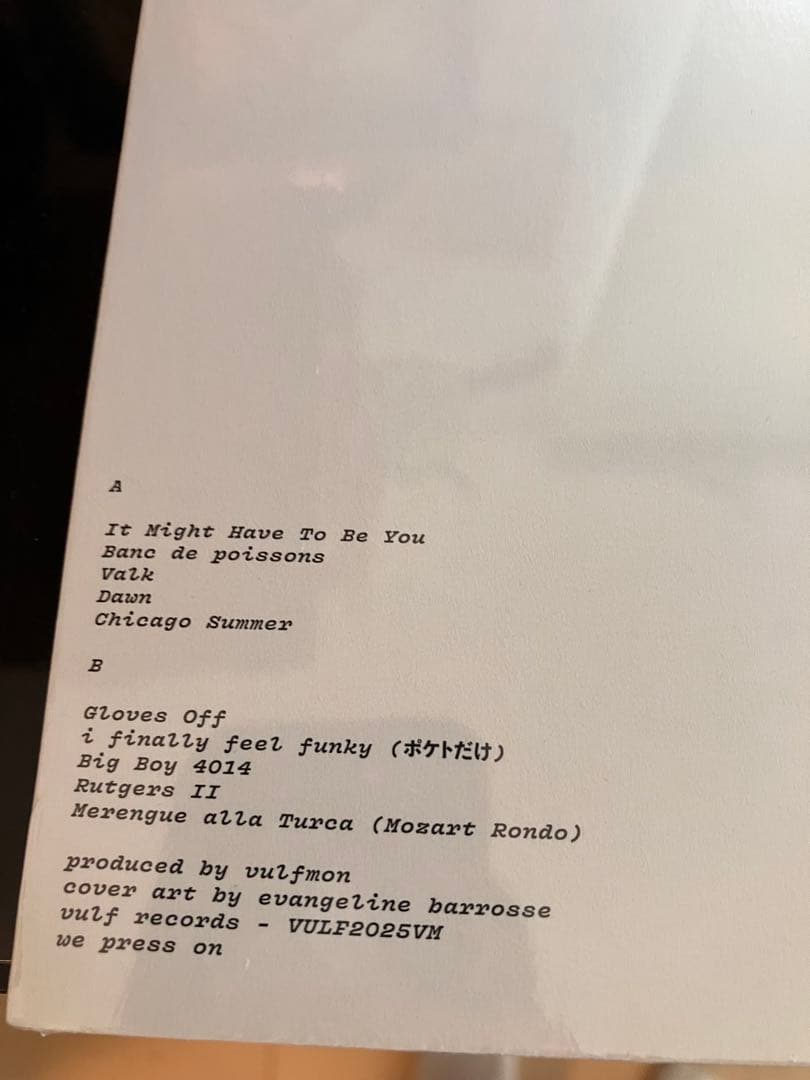 A
It Might Have To Be You
Banc de poissons
Valk
Dawn
Chicago Summer
B
Gloves Off
i finally feel funky (ポケトだけ)
Big Boy 4014
Rutgers II
Merengue alla Turca (Mozart Rondo)
produced by vulfmon
cover art by evangeline barrosse
vulf records - VULF2025VM
we press on